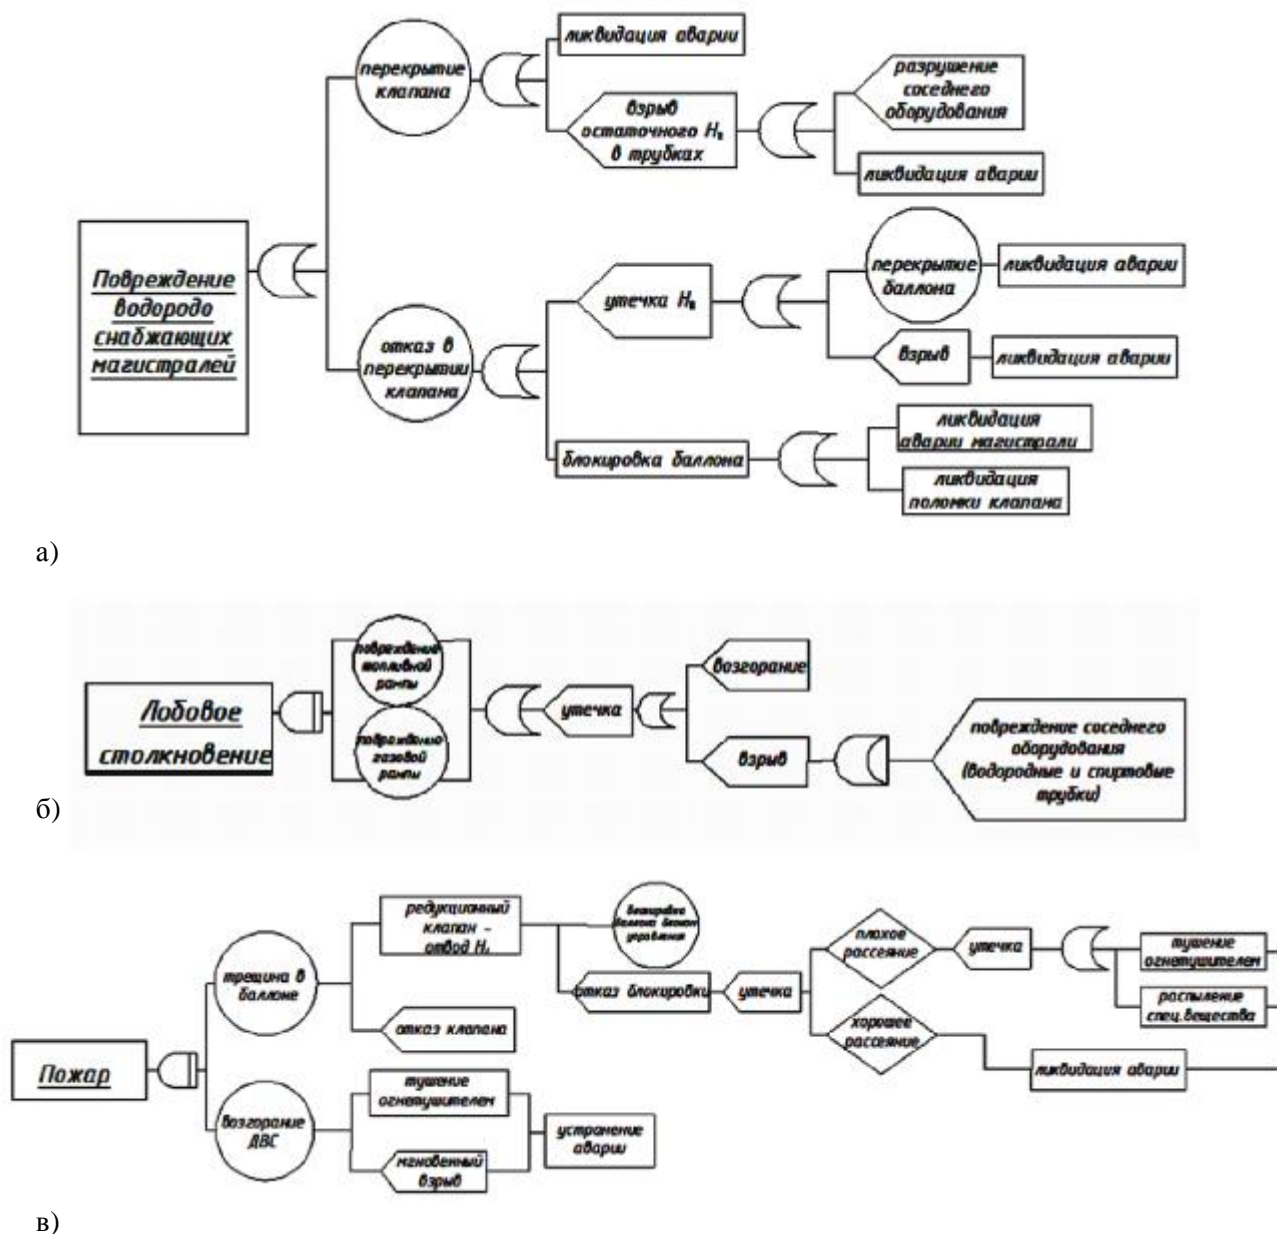 ликвидация аварии
перекрытие
клапана
взрыв
остаточного H₂
в трубках
разрушение
соседнего
оборудования
ликвидация аварии
Повреждение
водородо
снабжающих
магистралей
отказ в
перекрытии
клапана
утечка H₂
перекрытие
баллона
ликвидация аварии
взрыв
ликвидация аварии
блокировка баллона
ликвидация
аварии магистрали
ликвидация
поломки клапана
а)
Лобовое
столкновение
повреждение
топливной
рампы
повреждение
газовой
рампы
утечка
возгорание
взрыв
повреждение соседнего
оборудования
(водородные и спиртовые
трубки)
б)
Пожар
трещина в
баллоне
возгорание
ДВС
редукционный
клапан -
отвод H₂
отказ клапана
тушение
огнетушителем
мгновенный
взрыв
устранение
аварии
блокировка
баллона блоком
управления
отказ блокировки
утечка
плохое
рассеяние
хорошее
рассеяние
утечка
тушение
огнетушителем
распыление
спец.вещества
ликвидация аварии
в)